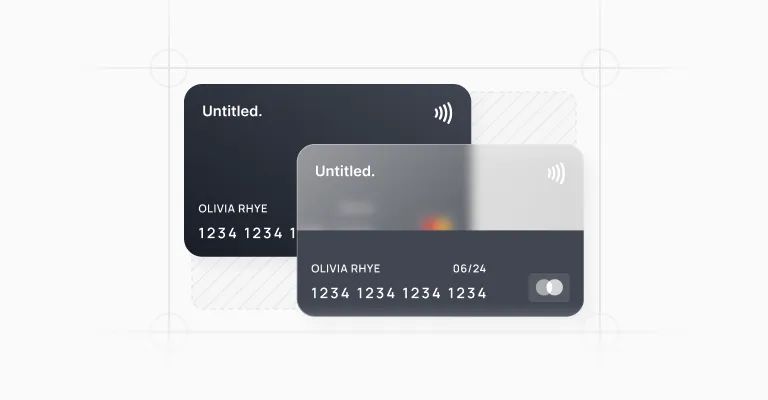 Untitled.
OLIVIA RHYE
1234 1234 1
Untitled.
OLIVIA RHYE 06/24
1234 1234 1234 1234